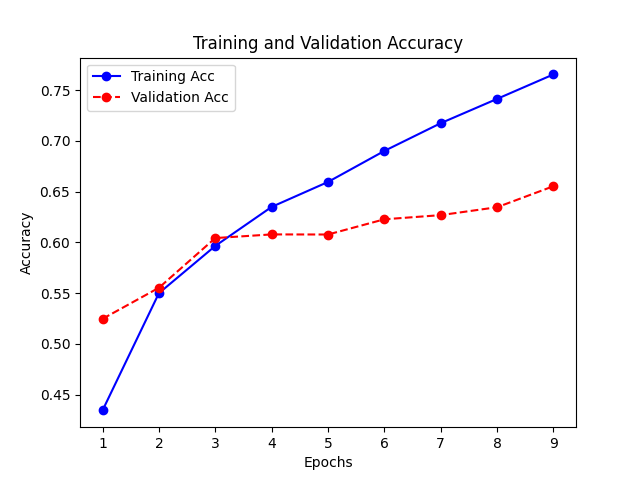 Training and Validation Accuracy
Training Acc
Validation Acc
0.75
0.70
0.65
0.60
0.55
0.50
0.45
Accuracy
1 2 3 4 5 6 7 8 9
Epochs